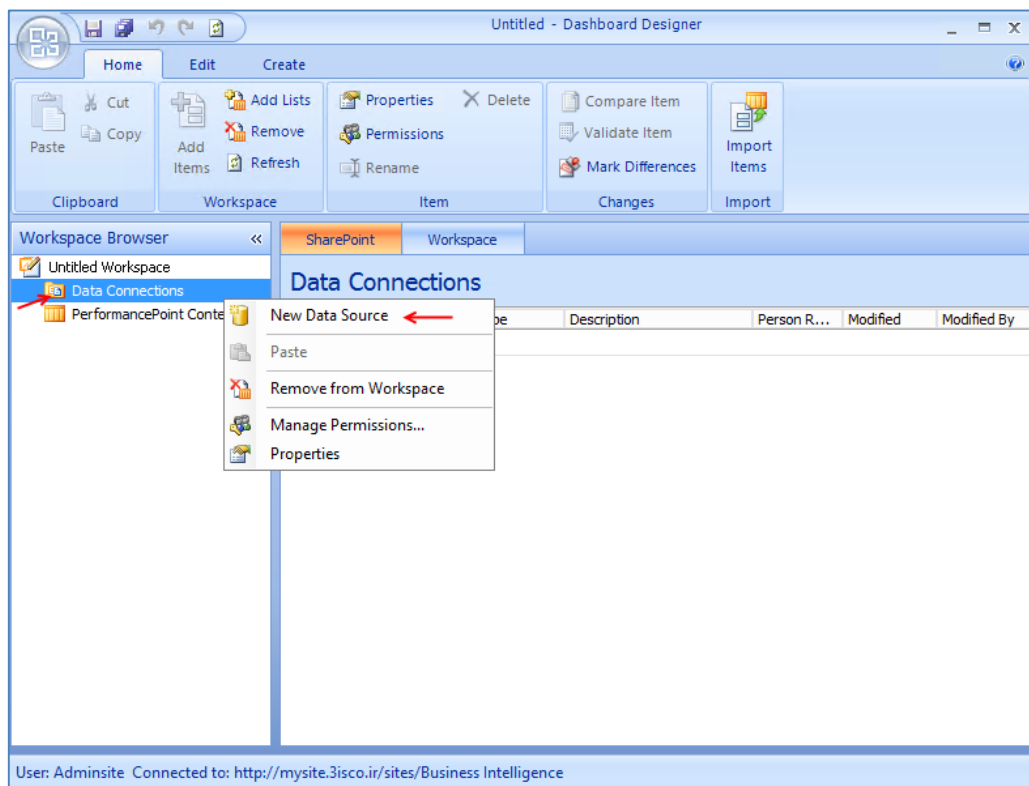 Untitled - Dashboard Designer
Home Edit Create
Paste
Cut
Copy
Clipboard
Add Items
Add Lists
Remove
Refresh
Workspace
Properties
Delete
Permissions
Rename
Item
Compare Item
Validate Item
Mark Differences
Changes
Import Items
Import
Workspace Browser
SharePoint Workspace
Untitled Workspace
Data Connections
PerformancePoint Conte
Data Connections
pe Description Person R... Modified Modified By
New Data Source
Paste
Remove from Workspace
Manage Permissions...
Properties
User: Adminsite Connected to: http://mysite.3isco.ir/sites/Business Intelligence